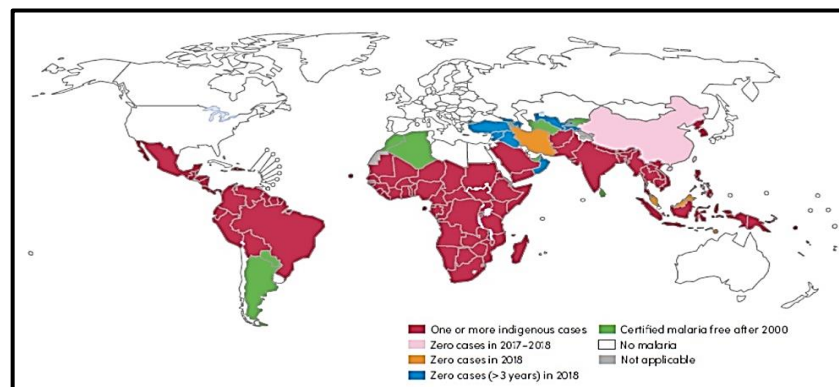 One or more indigenous cases
Zero cases in 2017–2018
Zero cases in 2018
Zero cases (>3 years) in 2018
Certified malaria free after 2000
No malaria
Not applicable